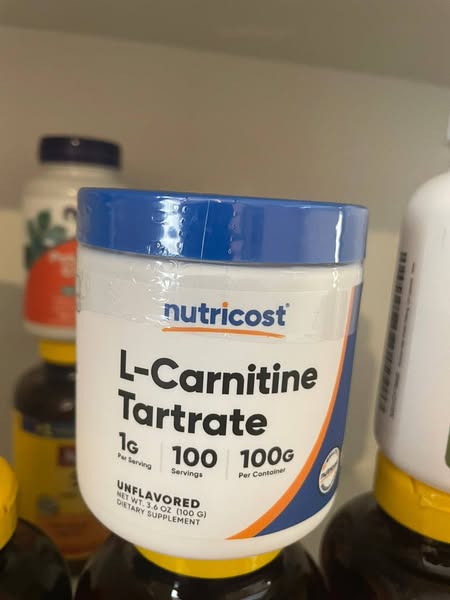 nutricost®
L-Carnitine
Tartrate
1G
Per Serving
100
Servings
100G
Per Container
UNFLAVORED
NET WT. 3.6 OZ (100 G)
DIETARY SUPPLEMENT